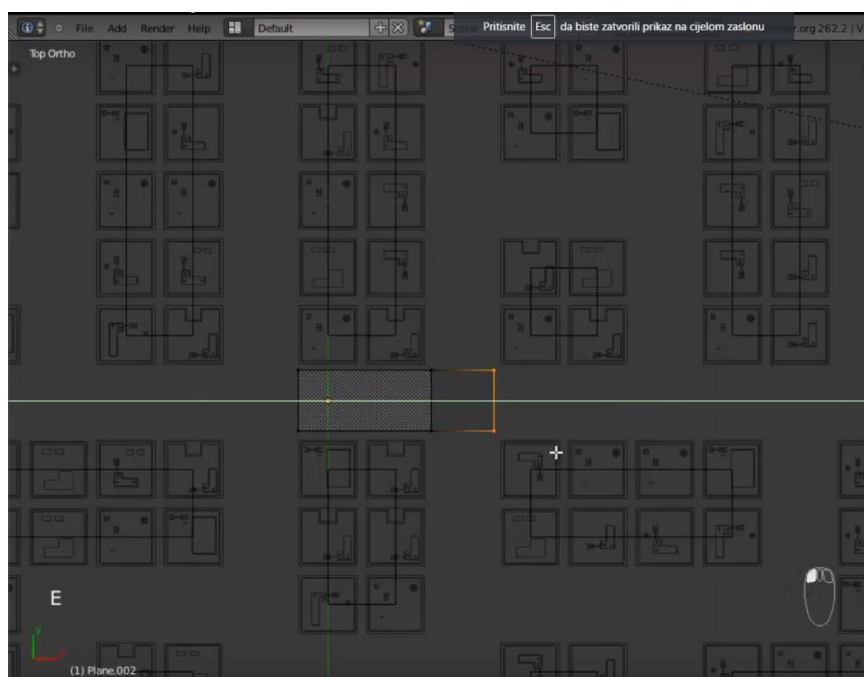 File Add Render Help Default Pritisnite Esc da biste zatvorili prikaz na cijelom zaslonu .org 262.2 | V
Top Ortho
E
y
(1) Plane.002